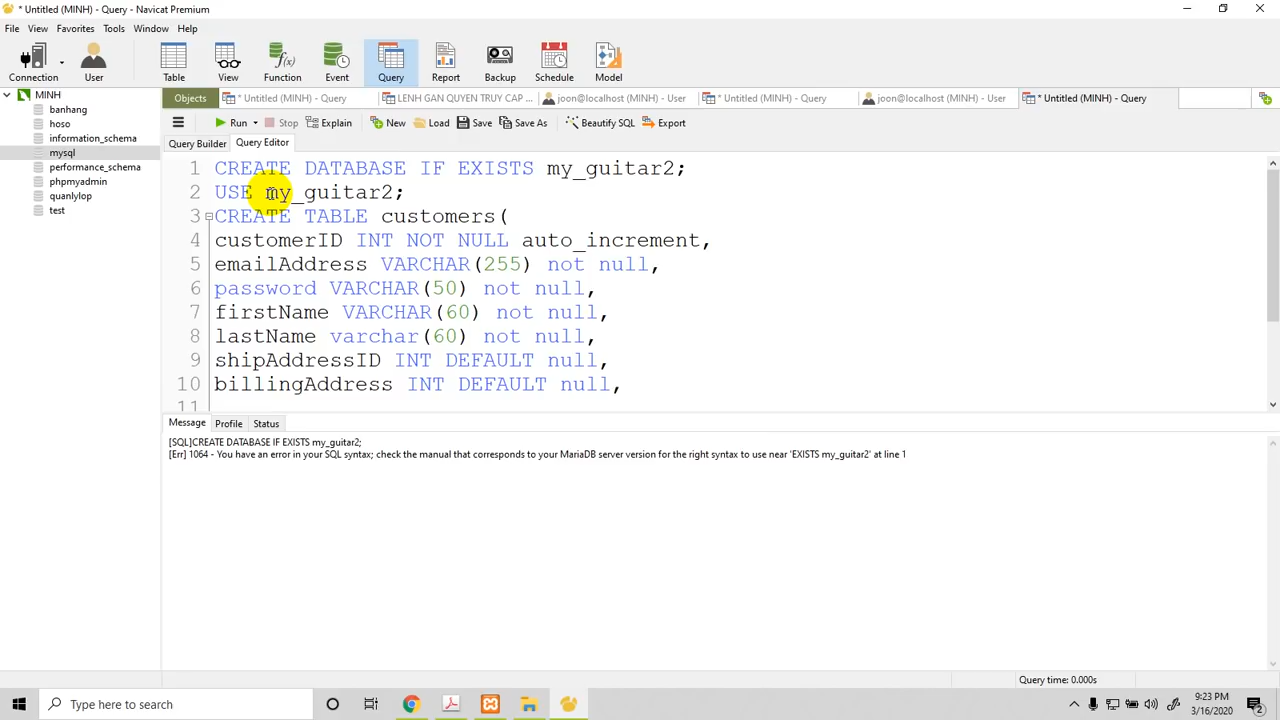 * Untitled (MINH) - Query - Navicat Premium
File View Favorites Tools Window Help
Connection User Table View Function Event Query Report Backup Schedule Model
MINH
banhang
hoso
information_schema
mysql
performance_schema
phpmyadmin
quanlylop
test
Objects * Untitled (MINH) - Query LENH GAN QUYEN TRUY CAP ... joon@localhost (MINH) - User * Untitled (MINH) - Query joon@localhost (MINH) - User * Untitled (MINH) - Query
Run Stop Explain New Load Save Save As Beautify SQL Export
Query Builder Query Editor
1 CREATE DATABASE IF EXISTS my_guitar2;
2 USE my_guitar2;
3 CREATE TABLE customers(
4 customerID INT NOT NULL auto_increment,
5 emailAddress VARCHAR(255) not null,
6 password VARCHAR(50) not null,
7 firstName VARCHAR(60) not null,
8 lastName varchar(60) not null,
9 shipAddressID INT DEFAULT null,
10 billingAddress INT DEFAULT null,
11
Message Profile Status
[SQL]CREATE DATABASE IF EXISTS my_guitar2;
[Err] 1064 - You have an error in your SQL syntax; check the manual that corresponds to your MariaDB server version for the right syntax to use near 'EXISTS my_guitar2' at line 1
Query time: 0.000s
Type here to search
9:23 PM
3/16/2020
2